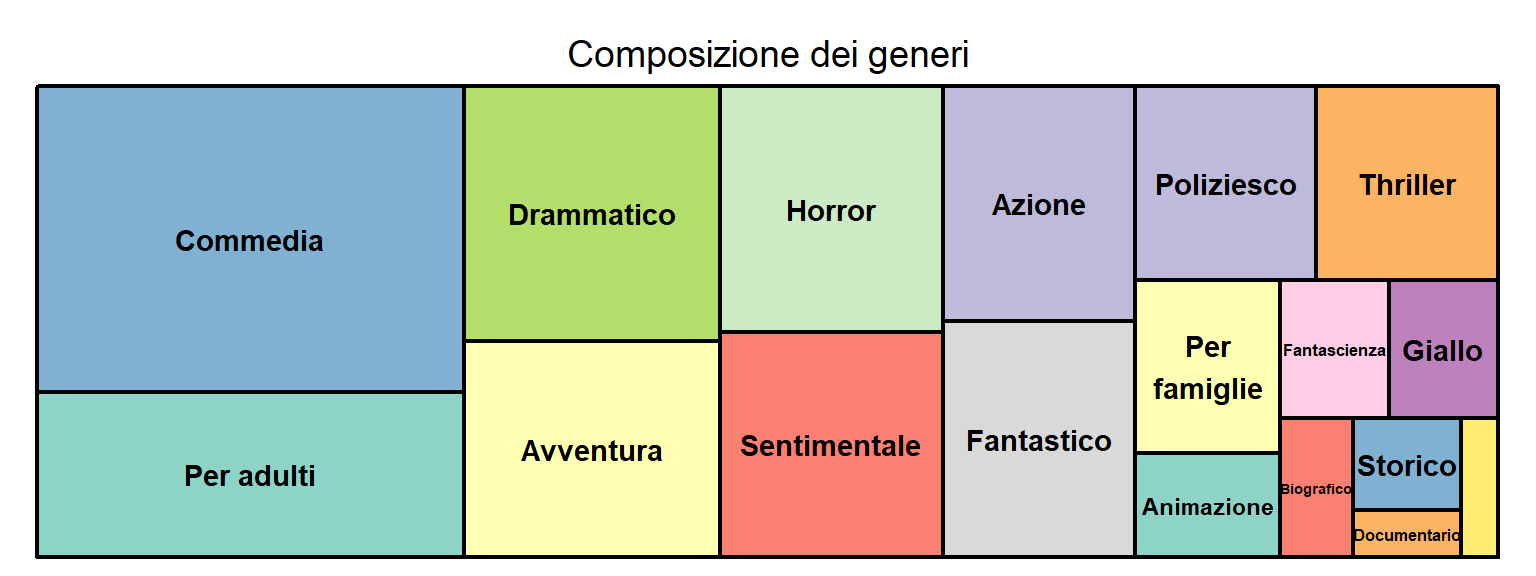 Composizione dei generi
Commedia
Per adulti
Drammatico
Avventura
Horror
Sentimentale
Azione
Fantastico
Poliziesco
Thriller
Per
famiglie
Fantascienza
Giallo
Animazione
Biografico
Storico
Documentario